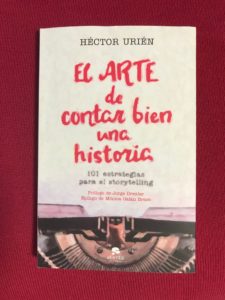 HÉCTOR URIÉN
EL ARTE
de
contar bien
una
historia
101 estrategias
para el storytelling
Prólogo de Jorge Drexler
Epílogo de Mónica Galán Bravo